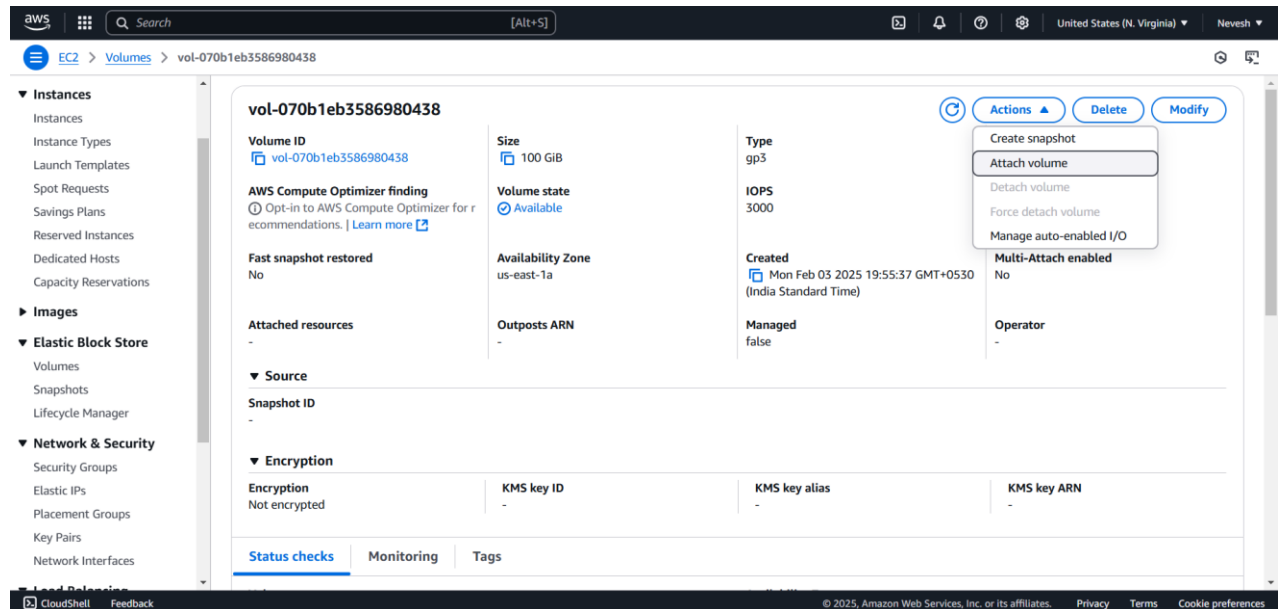 aws
Search [Alt+S]
United States (N. Virginia) ▼ Nevesh ▼
EC2 > Volumes > vol-070b1eb3586980438
▼ Instances
Instances
Instance Types
Launch Templates
Spot Requests
Savings Plans
Reserved Instances
Dedicated Hosts
Capacity Reservations
▶ Images
▼ Elastic Block Store
Volumes
Snapshots
Lifecycle Manager
▼ Network & Security
Security Groups
Elastic IPs
Placement Groups
Key Pairs
Network Interfaces
Load Balancing
vol-070b1eb3586980438
Actions ▲ Delete Modify
Create snapshot
Attach volume
Detach volume
Force detach volume
Manage auto-enabled I/O
Volume ID
vol-070b1eb3586980438
Size
100 GiB
Type
gp3
AWS Compute Optimizer finding
Opt-in to AWS Compute Optimizer for r
ecommendations. | Learn more
Volume state
Available
IOPS
3000
Fast snapshot restored
No
Availability Zone
us-east-1a
Created
Mon Feb 03 2025 19:55:37 GMT+0530
(India Standard Time)
Multi-Attach enabled
No
Attached resources
-
Outposts ARN
-
Managed
false
Operator
-
▼ Source
Snapshot ID
-
▼ Encryption
Encryption
Not encrypted
KMS key ID
-
KMS key alias
-
KMS key ARN
-
Status checks Monitoring Tags
CloudShell Feedback
© 2025, Amazon Web Services, Inc. or its affiliates. Privacy Terms Cookie preferences